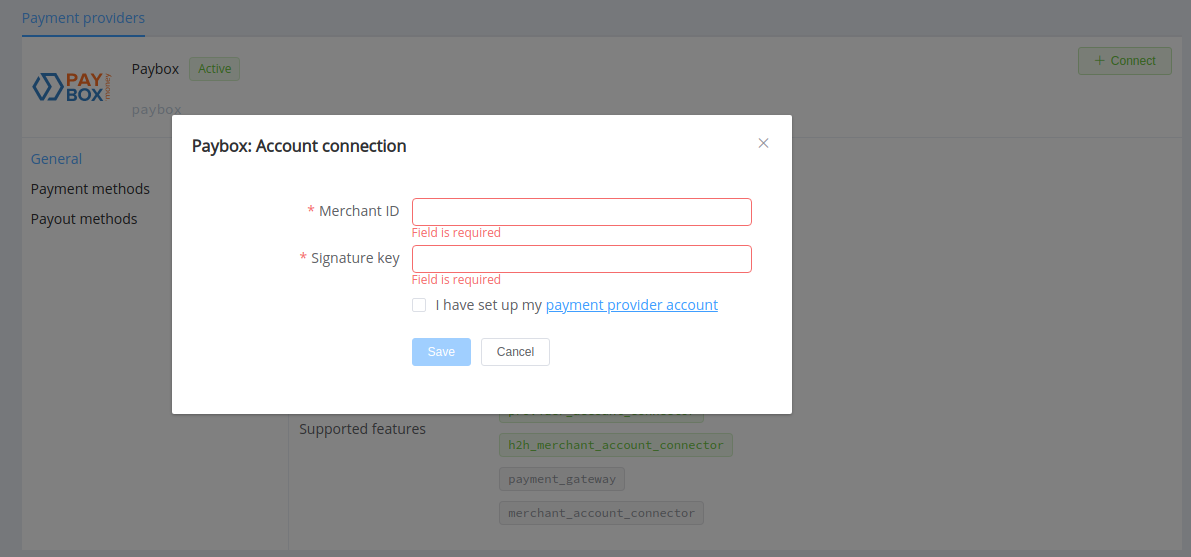 Payment providers
PAY BOX money
Paybox Active
+ Connect
paybox
Paybox: Account connection
General
Payment methods
Payout methods
* Merchant ID
Field is required
* Signature key
Field is required
I have set up my payment provider account
Save Cancel
Supported features
h2h_merchant_account_connector
payment_gateway
merchant_account_connector